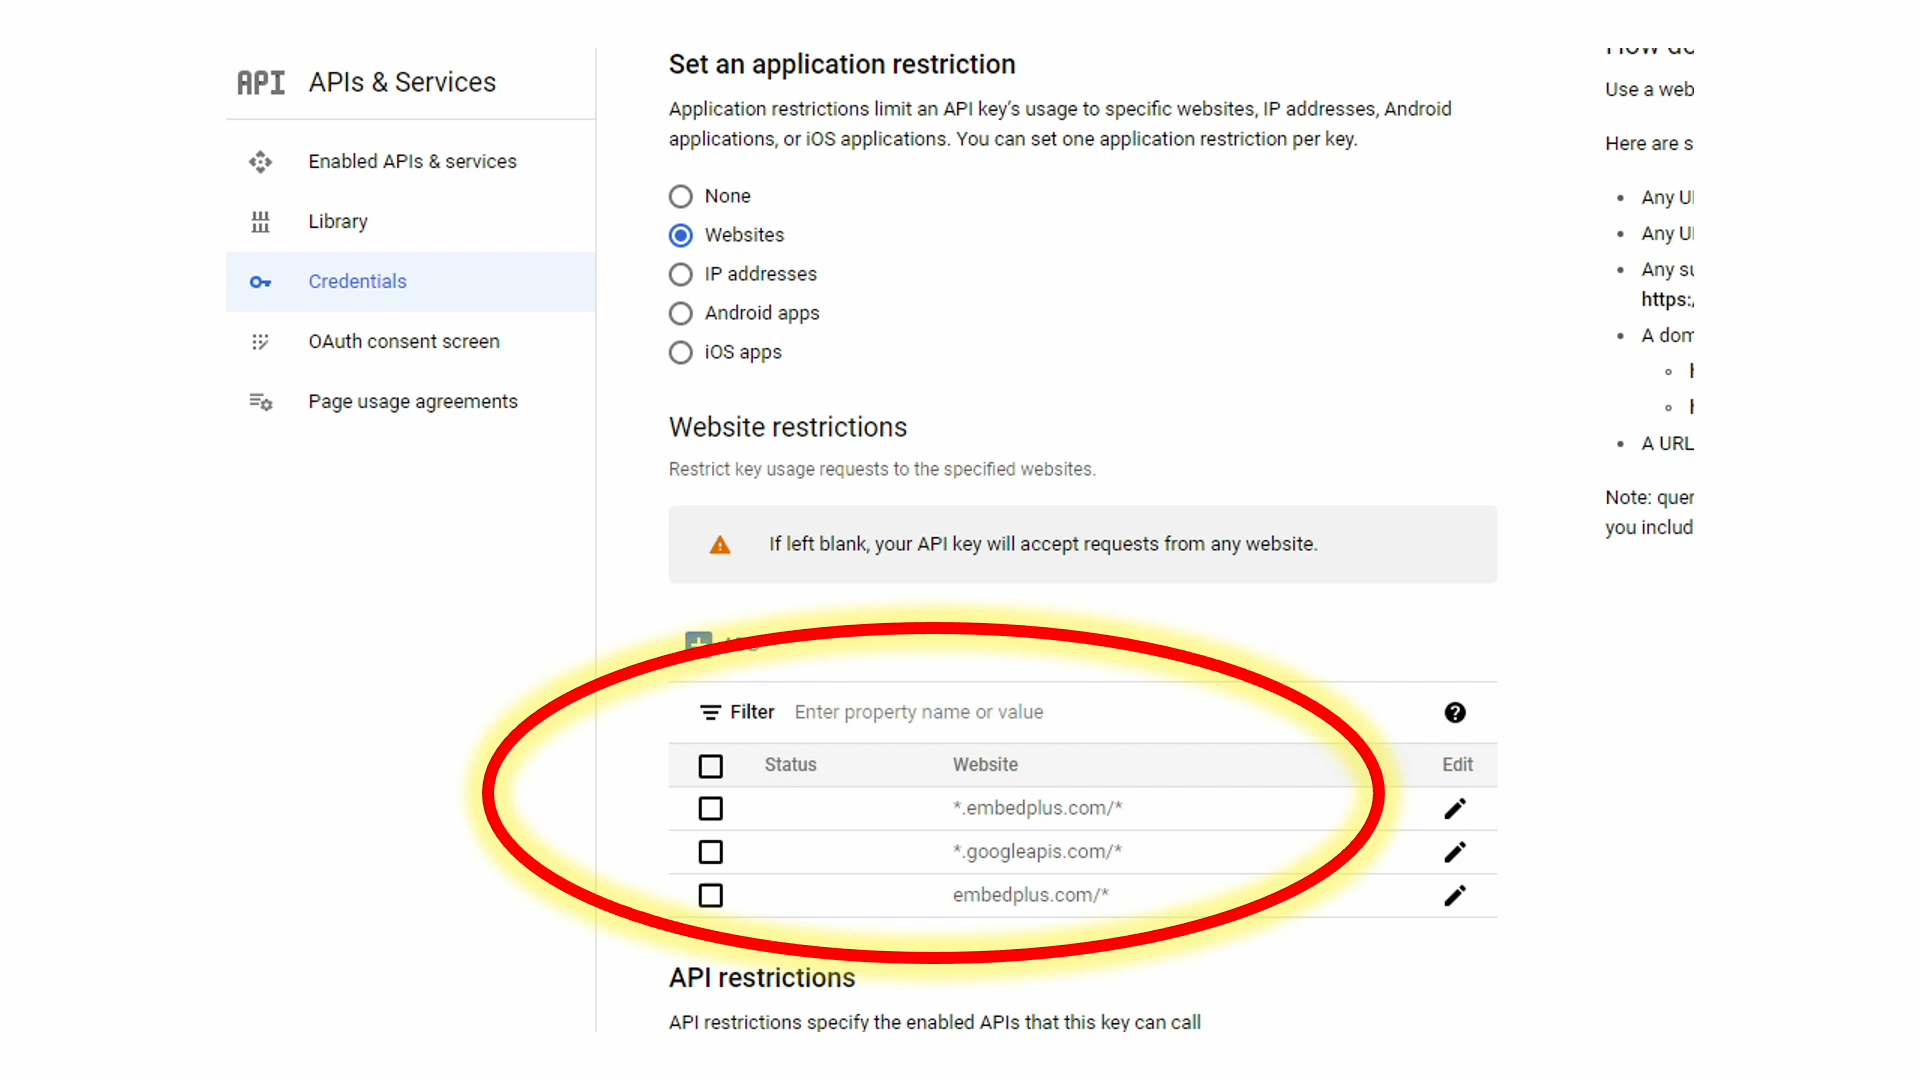 API APIs & Services
Enabled APIs & services
Library
Credentials
OAuth consent screen
Page usage agreements
Set an application restriction
Application restrictions limit an API key's usage to specific websites, IP addresses, Android
applications, or iOS applications. You can set one application restriction per key.
None
Websites
IP addresses
Android apps
iOS apps
Website restrictions
Restrict key usage requests to the specified websites.
If left blank, your API key will accept requests from any website.
Filter Enter property name or value
Status Website Edit
*.embedplus.com/*
*.googleapis.com/*
embedplus.com/*
API restrictions
API restrictions specify the enabled APIs that this key can call
Use a web
Here are s
Any
Any
Any
https:/
A dom
A URL
Note: quer
you includ